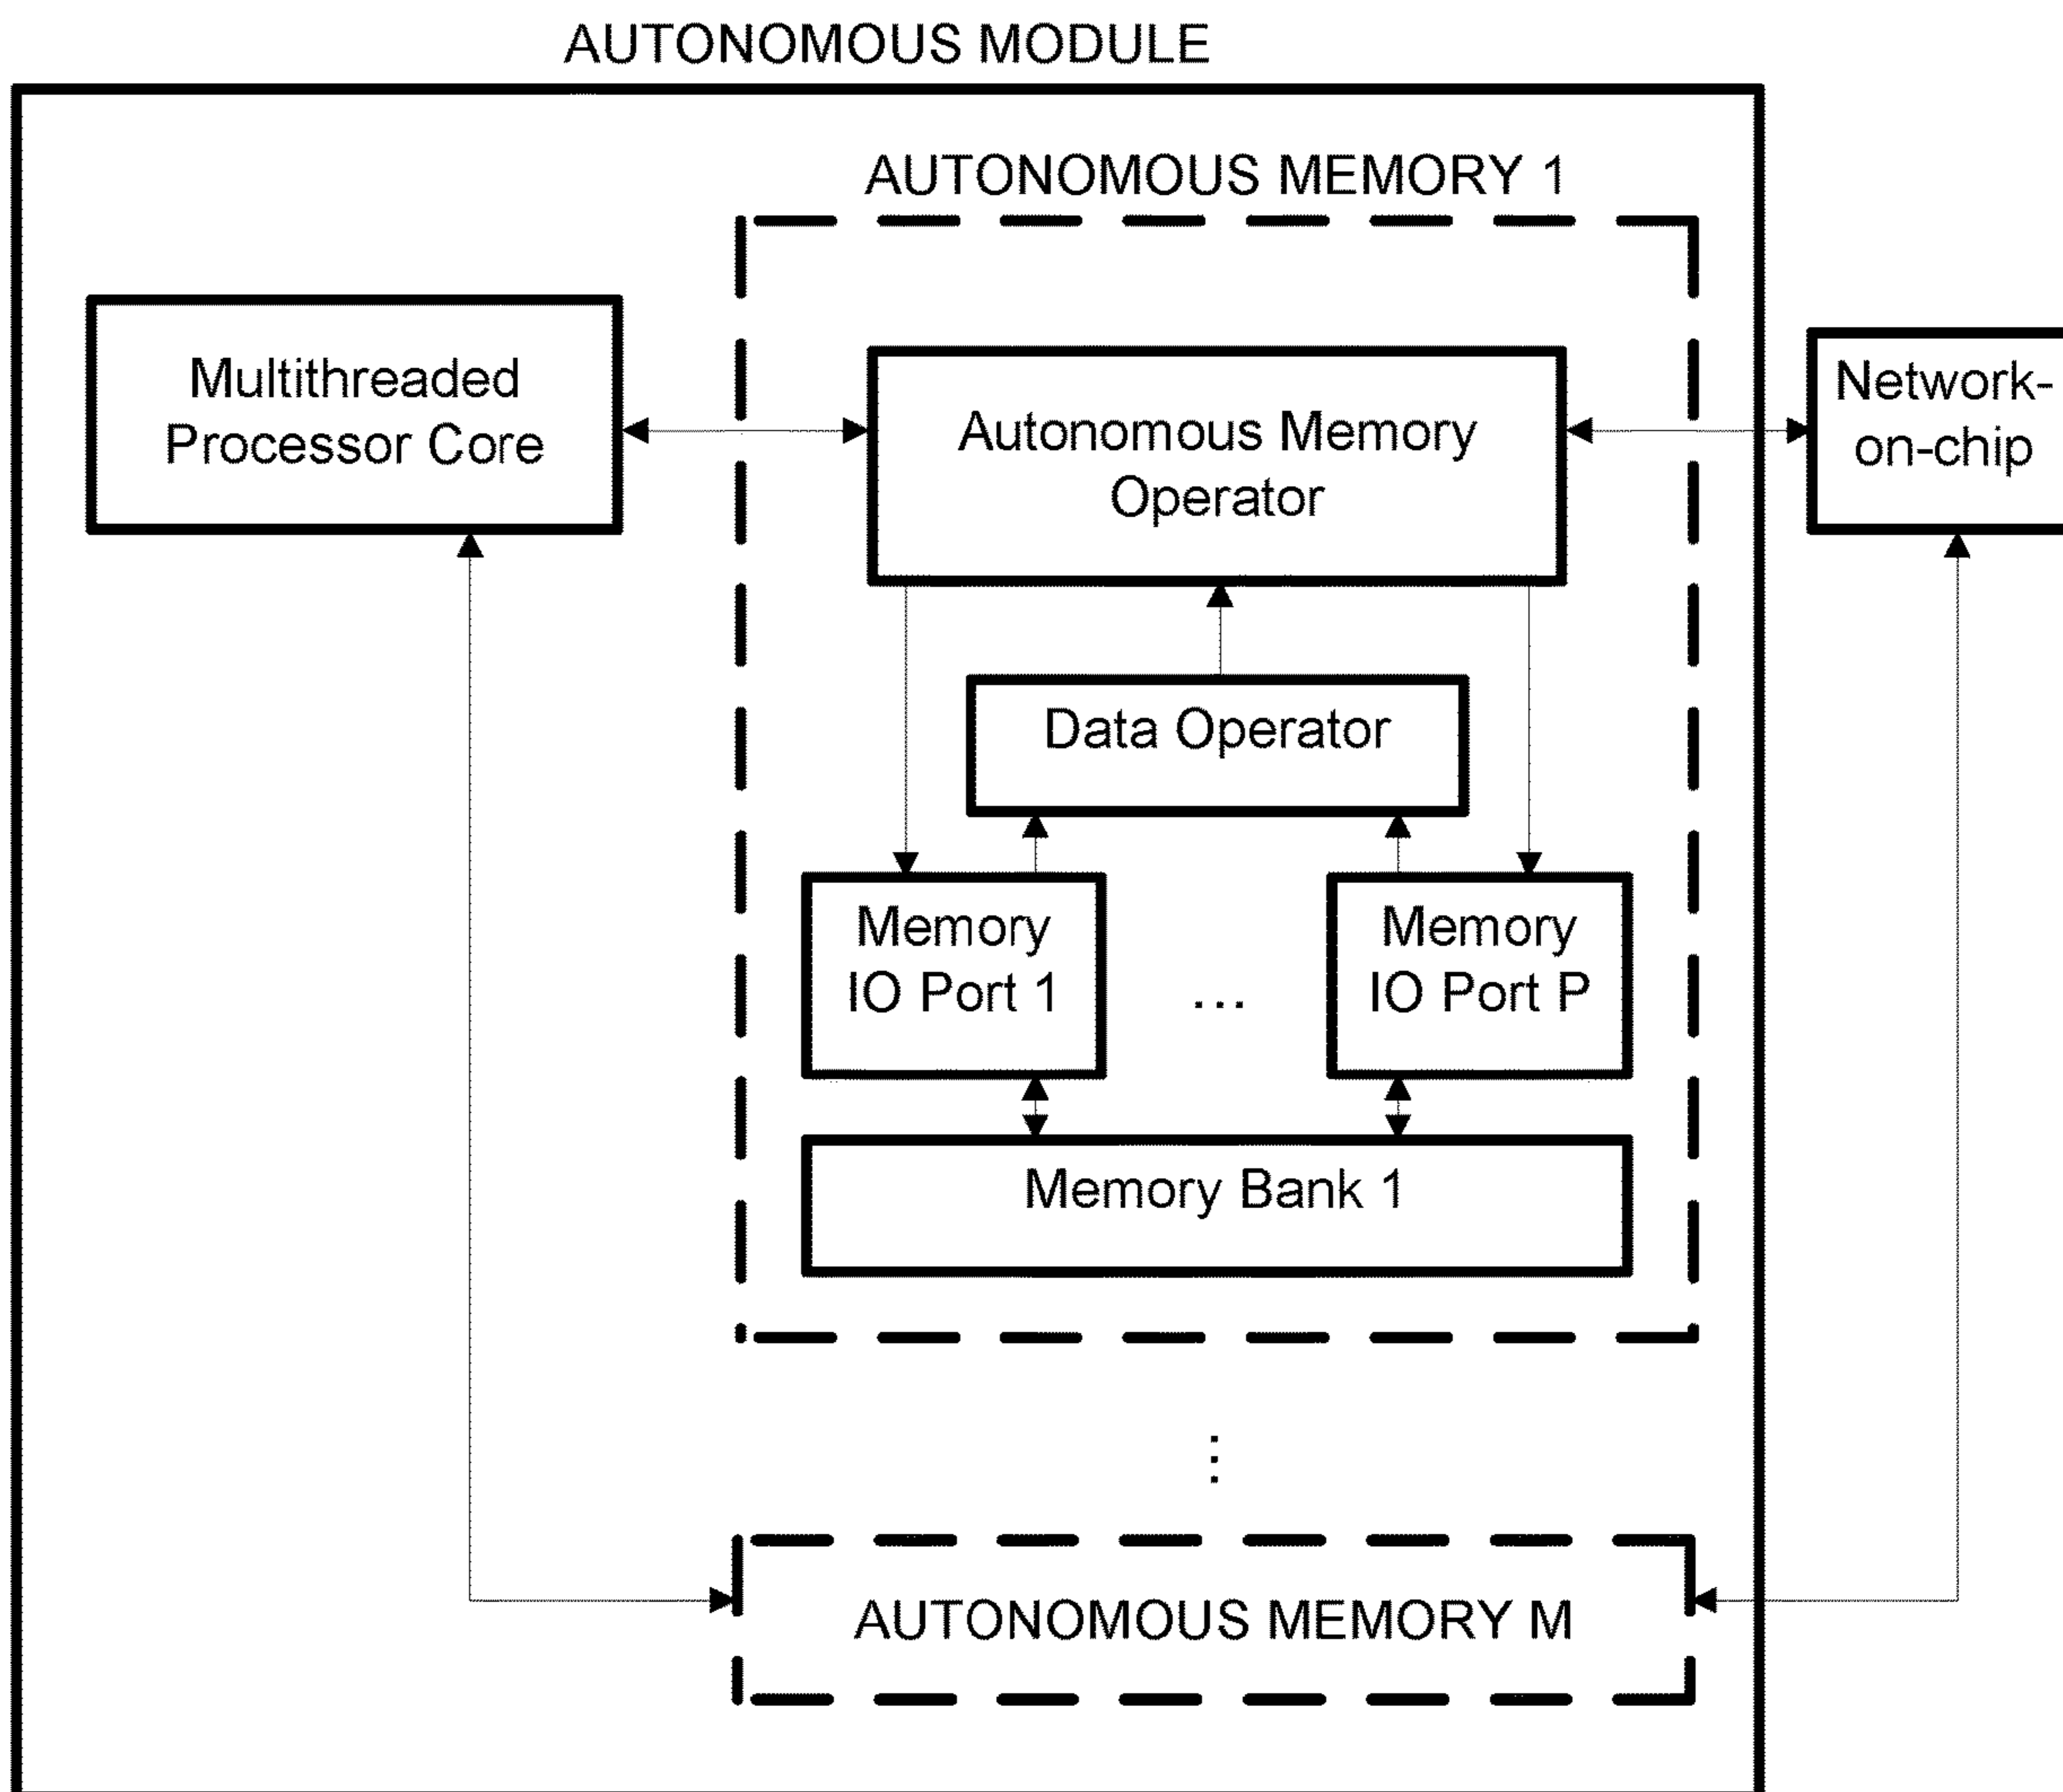 AUTONOMOUS MODULE
AUTONOMOUS MEMORY 1
Multithreaded
Processor Core
Autonomous Memory
Operator
Network-
on-chip
Data Operator
Memory
IO Port 1
...
Memory
IO Port P
Memory Bank 1
...
AUTONOMOUS MEMORY M